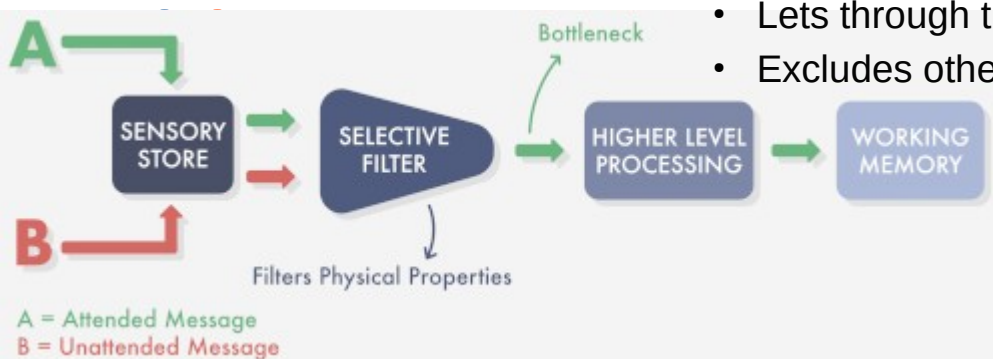 • Lets through t
• Excludes othe
A
Bottleneck
SENSORY
STORE
SELECTIVE
FILTER
HIGHER LEVEL
PROCESSING
WORKING
MEMORY
B
Filters Physical Properties
A = Attended Message
B = Unattended Message